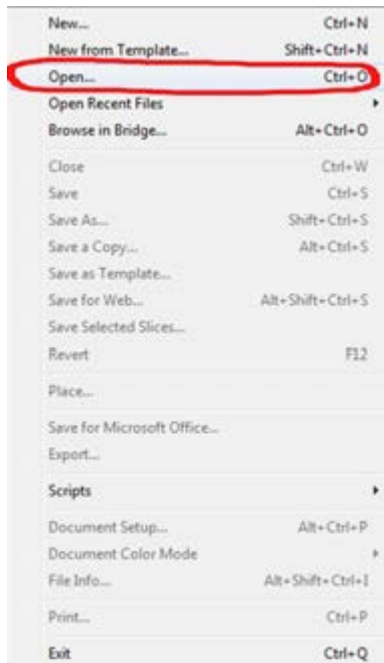 New... Ctrl+N
New from Template... Shift+Ctrl+N
Open... Ctrl+O
Open Recent Files
Browse in Bridge... Alt+Ctrl+O
Close Ctrl+W
Save Ctrl+S
Save As... Shift+Ctrl+S
Save a Copy... Alt+Ctrl+S
Save as Template...
Save for Web... Alt+Shift+Ctrl+S
Save Selected Slices...
Revert F12
Place...
Save for Microsoft Office...
Export...
Scripts
Document Setup... Alt+Ctrl+P
Document Color Mode
File Info... Alt+Shift+Ctrl+I
Print... Ctrl+P
Exit Ctrl+Q